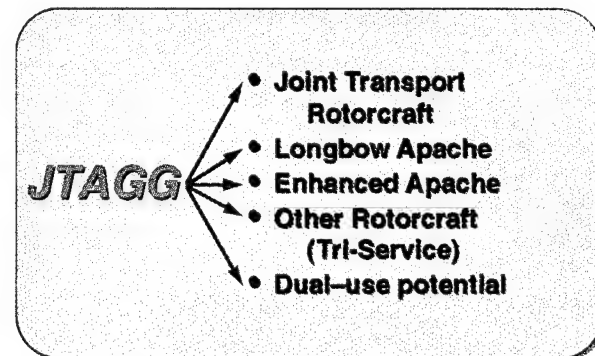 JTAGG
• Joint Transport
Rotorcraft
• Longbow Apache
• Enhanced Apache
• Other Rotorcraft
(Tri-Service)
• Dual–use potential